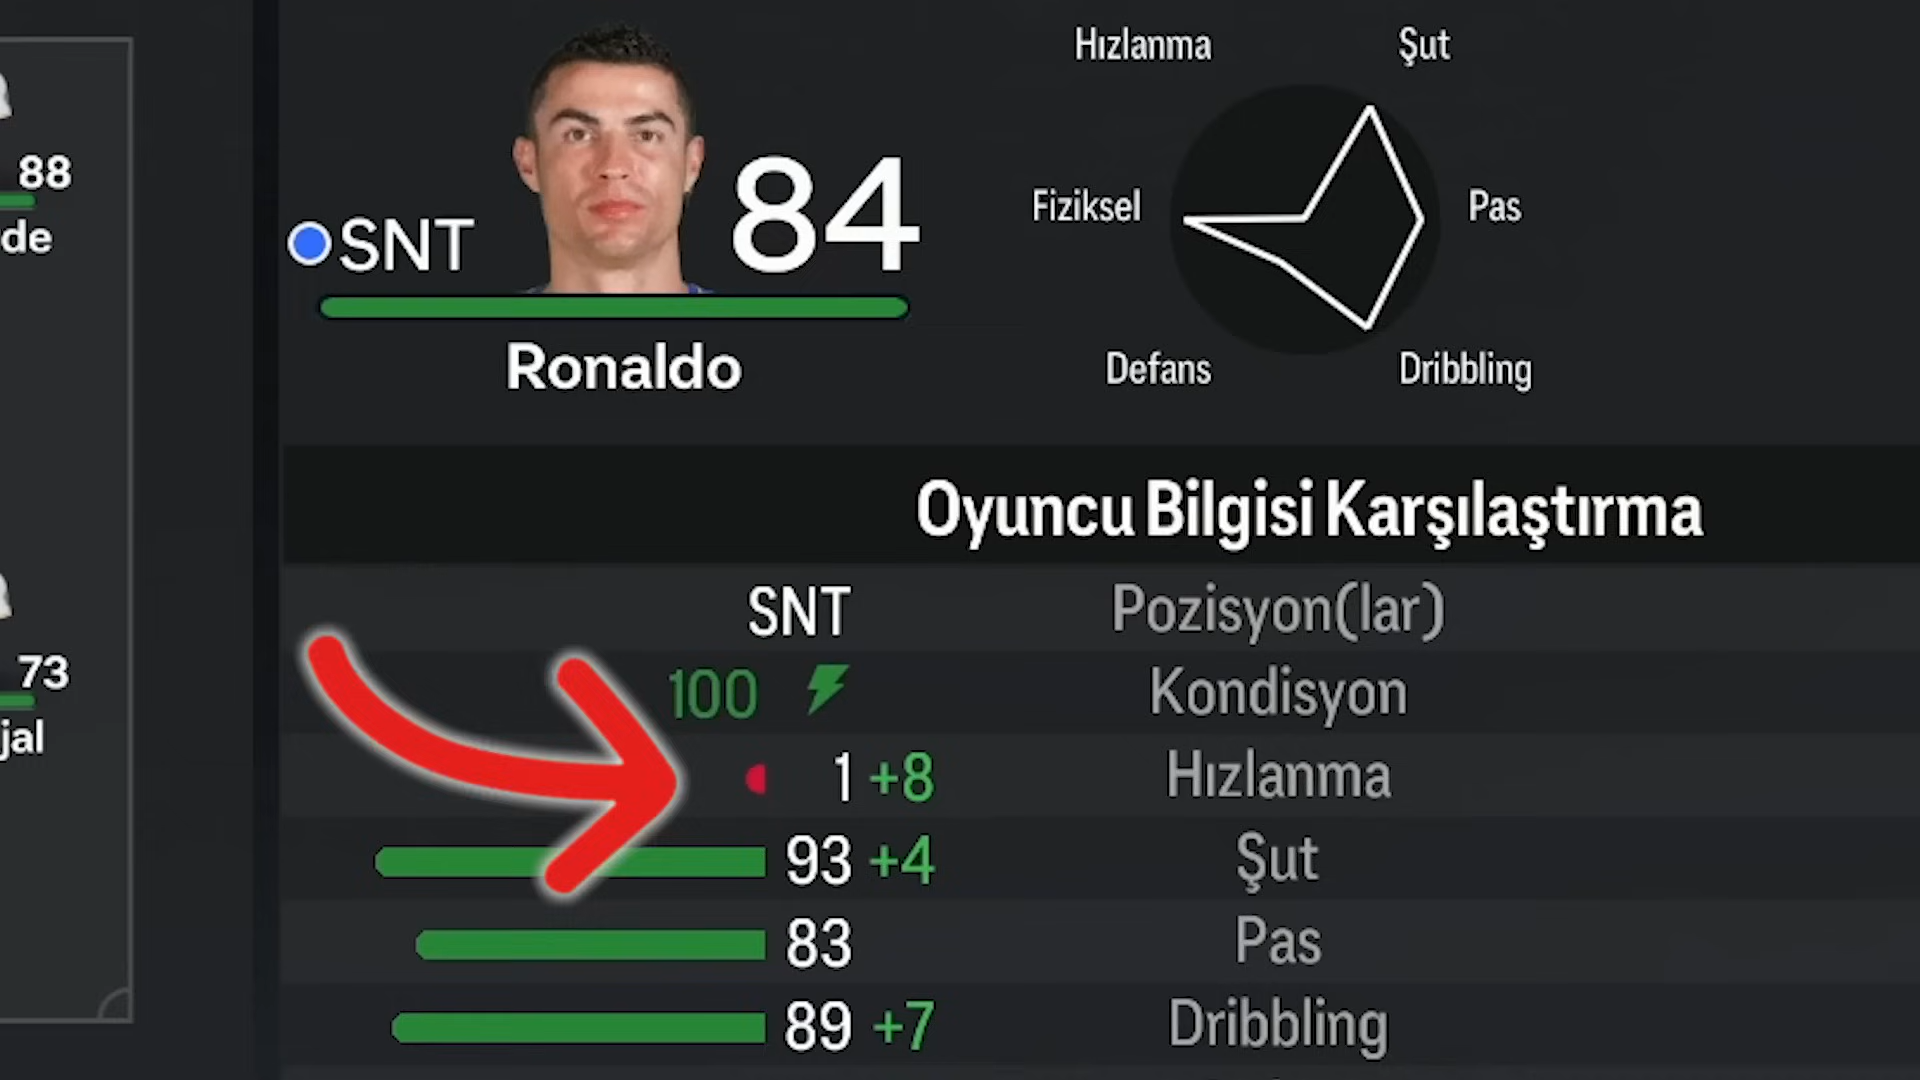 88
de
73
jal
SNT
84
Ronaldo
Hızlanma
Şut
Fiziksel
Pas
Defans
Dribbling
Oyuncu Bilgisi Karşılaştırma
SNT Pozisyon(lar)
100 Kondisyon
1 +8 Hızlanma
93 +4 Şut
83 Pas
89 +7 Dribbling